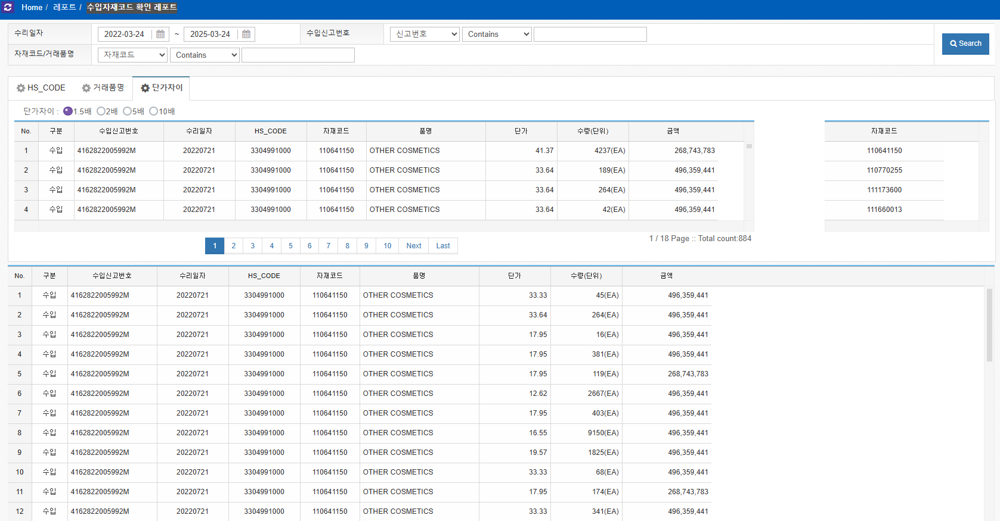 Home / 레포트 / 수입자재코드 확인 레포트
수리일자 2022-03-24 ~ 2025-03-24 수입신고번호 신고번호 Contains
Search
자재코드/거래품명 자재코드 Contains
HS_CODE 거래품명 단가차이
단가차이 : 1.5배 2배 5배 10배
No. 구분 수입신고번호 수리일자 HS_CODE 자재코드 품명 단가 수량(단위) 금액
1 수입 4162822005992M 20220721 3304991000 110641150 OTHER COSMETICS 41.37 4237(EA) 268,743,783
2 수입 4162822005992M 20220721 3304991000 110641150 OTHER COSMETICS 33.64 189(EA) 496,359,441
3 수입 4162822005992M 20220721 3304991000 110641150 OTHER COSMETICS 33.64 264(EA) 496,359,441
4 수입 4162822005992M 20220721 3304991000 110641150 OTHER COSMETICS 33.64 42(EA) 496,359,441
자재코드
110641150
110770255
111173600
111660013
1 2 3 4 5 6 7 8 9 10 Next Last
1 / 18 Page :: Total count:884
No. 구분 수입신고번호 수리일자 HS_CODE 자재코드 품명 단가 수량(단위) 금액
1 수입 4162822005992M 20220721 3304991000 110641150 OTHER COSMETICS 33.33 45(EA) 496,359,441
2 수입 4162822005992M 20220721 3304991000 110641150 OTHER COSMETICS 33.64 264(EA) 496,359,441
3 수입 4162822005992M 20220721 3304991000 110641150 OTHER COSMETICS 17.95 16(EA) 496,359,441
4 수입 4162822005992M 20220721 3304991000 110641150 OTHER COSMETICS 17.95 381(EA) 496,359,441
5 수입 4162822005992M 20220721 3304991000 110641150 OTHER COSMETICS 17.95 119(EA) 268,743,783
6 수입 4162822005992M 20220721 3304991000 110641150 OTHER COSMETICS 12.62 2667(EA) 496,359,441
7 수입 4162822005992M 20220721 3304991000 110641150 OTHER COSMETICS 17.95 403(EA) 496,359,441
8 수입 4162822005992M 20220721 3304991000 110641150 OTHER COSMETICS 16.55 9150(EA) 496,359,441
9 수입 4162822005992M 20220721 3304991000 110641150 OTHER COSMETICS 19.57 1825(EA) 496,359,441
10 수입 4162822005992M 20220721 3304991000 110641150 OTHER COSMETICS 33.33 68(EA) 496,359,441
11 수입 4162822005992M 20220721 3304991000 110641150 OTHER COSMETICS 17.95 174(EA) 268,743,783
12 수입 4162822005992M 20220721 3304991000 110641150 OTHER COSMETICS 33.33 341(EA) 496,359,441